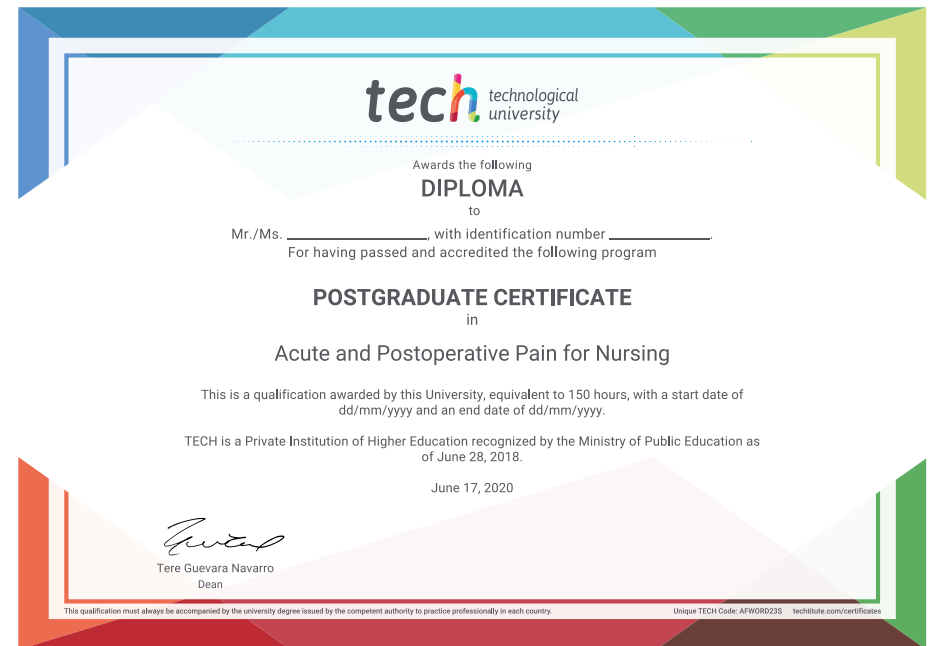 tech technological
university
Awards the following
DIPLOMA
to
Mr./Ms. ____________________, with identification number ______________.
For having passed and accredited the following program
POSTGRADUATE CERTIFICATE
in
Acute and Postoperative Pain for Nursing
This is a qualification awarded by this University, equivalent to 150 hours, with a start date of
dd/mm/yyyy and an end date of dd/mm/yyyy.
TECH is a Private Institution of Higher Education recognized by the Ministry of Public Education as
of June 28, 2018.
June 17, 2020
Tere Guevara Navarro
Dean
This qualification must always be accompanied by the university degree issued by the competent authority to practice professionally in each country.
Unique TECH Code: AFWORD23S techtitute.com/certificates